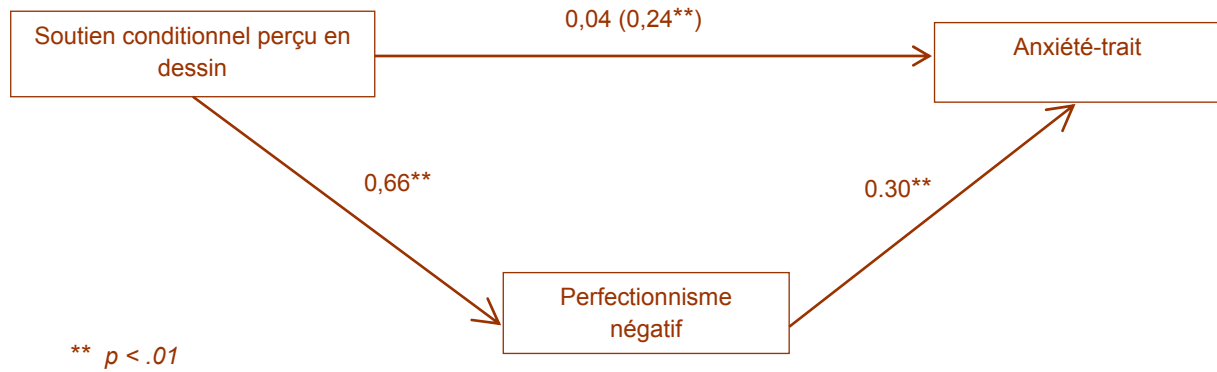 0,04 (0,24**)
Soutien conditionnel perçu en
dessin
Anxiété-trait
0,66**
0.30**
Perfectionnisme
négatif
** p < .01